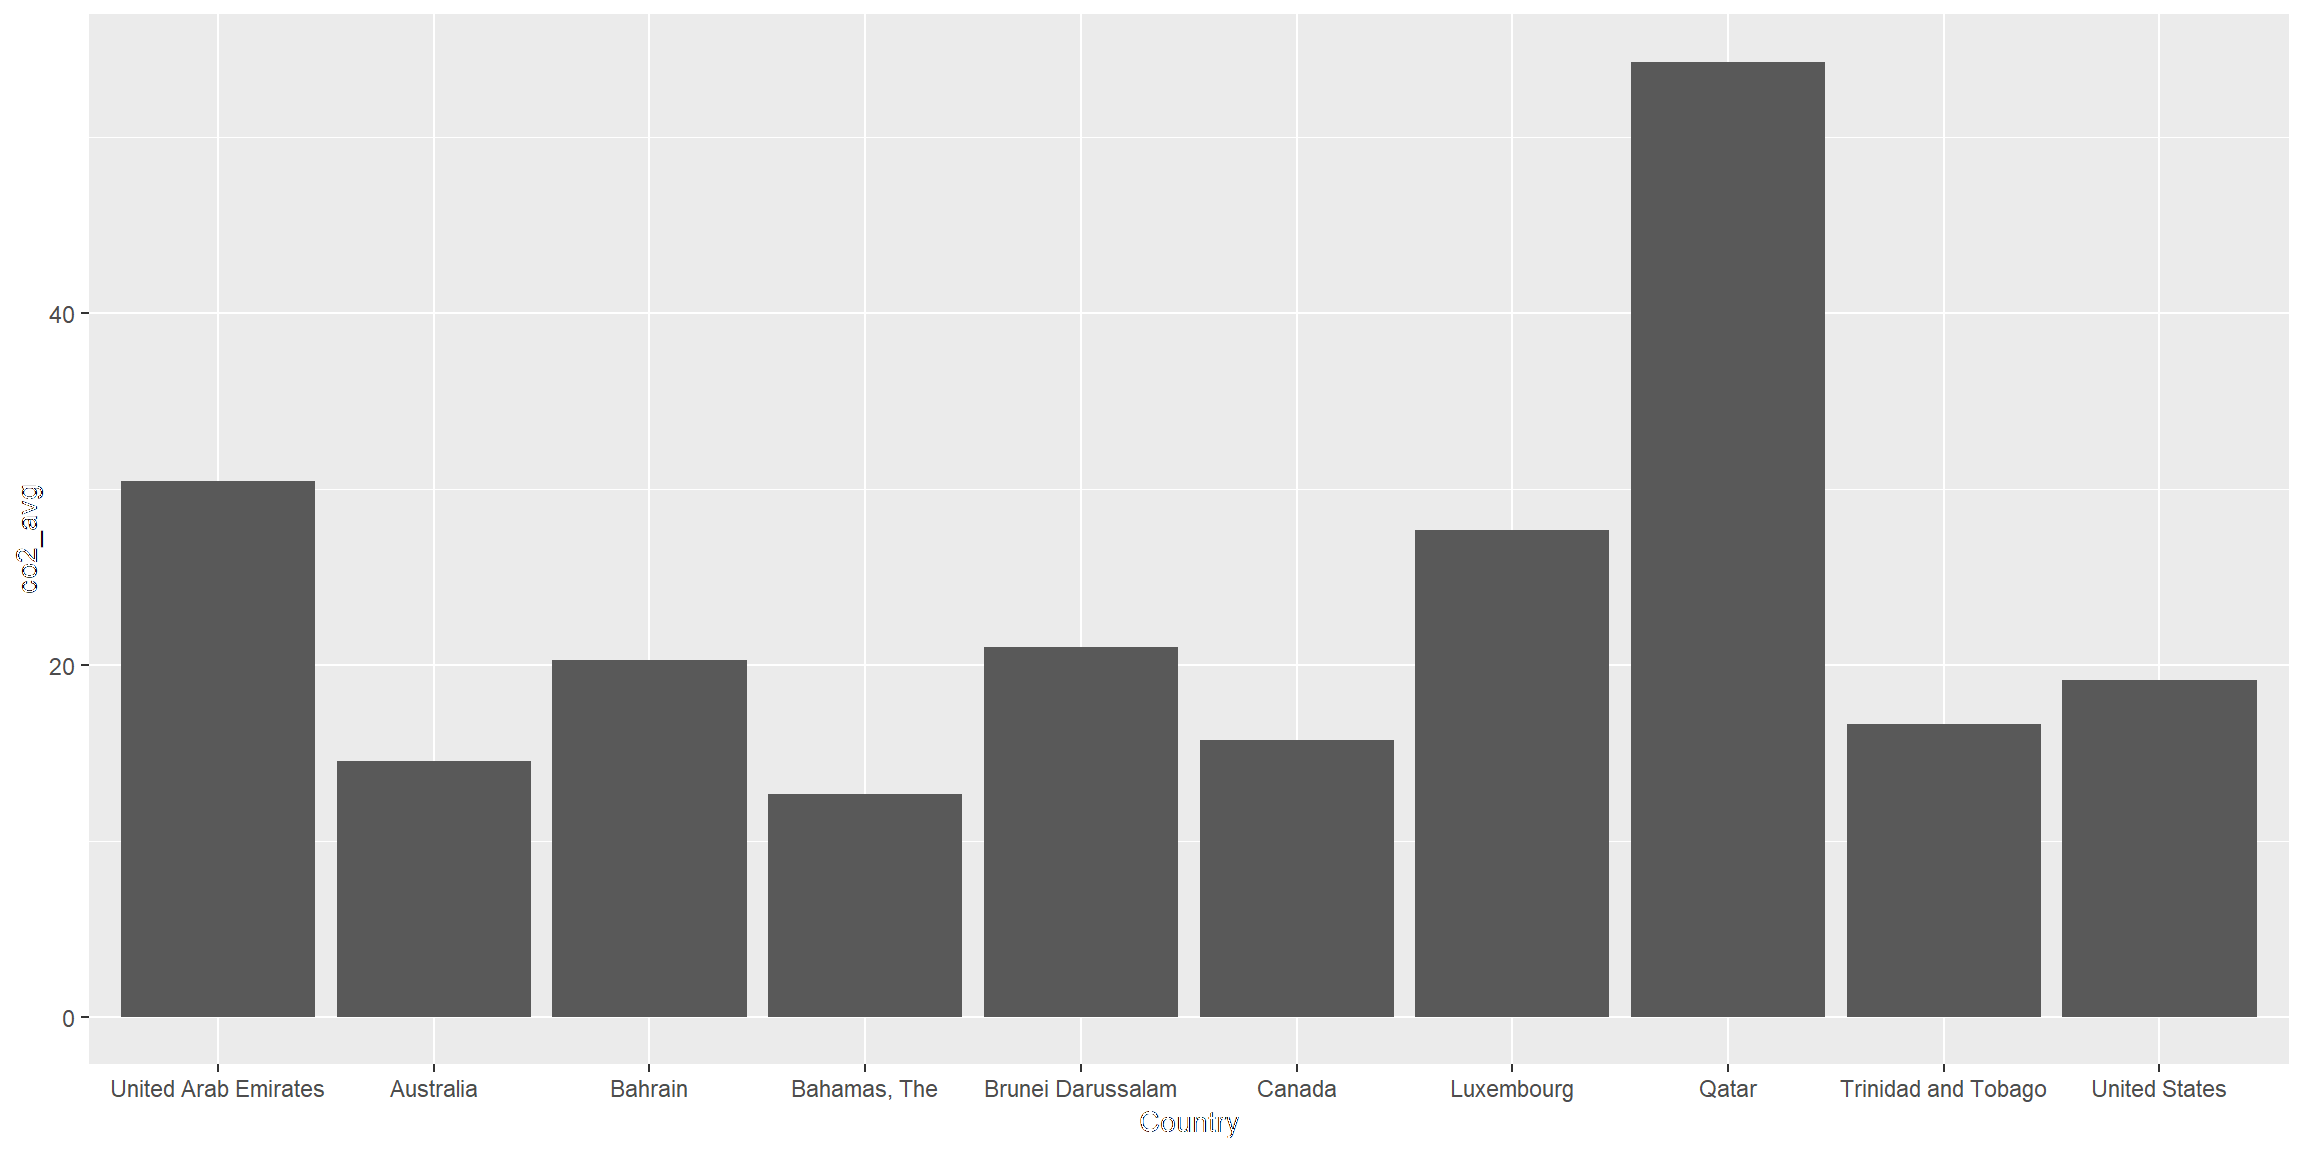 co2_avg
40
20
0
United Arab Emirates Australia Bahrain Bahamas, The Brunei Darussalam Canada Luxembourg Qatar Trinidad and Tobago United States
Country